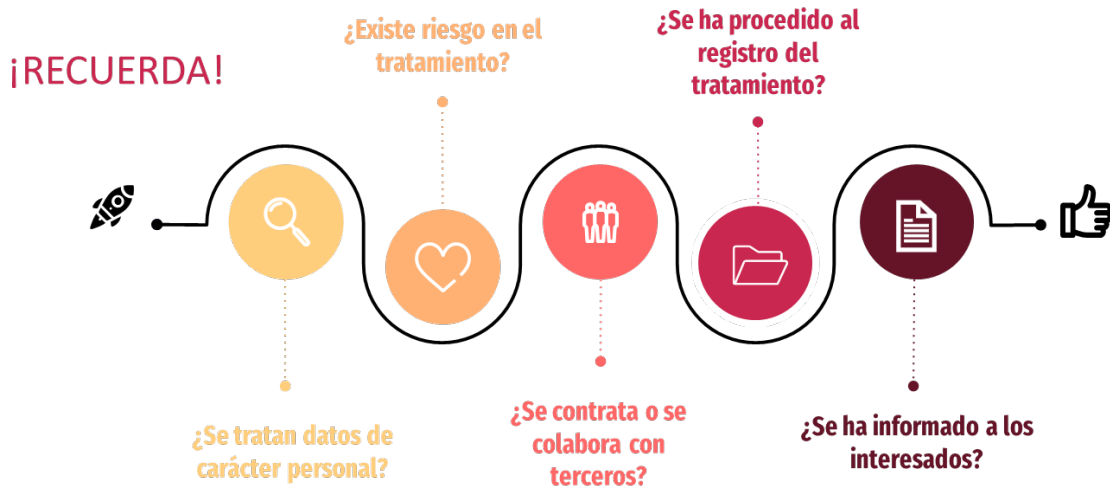 ¡RECUERDA!
¿Se tratan datos de
carácter personal?
¿Existe riesgo en el
tratamiento?
¿Se contrata o se
colabora con
terceros?
¿Se ha procedido al
registro del
tratamiento?
¿Se ha informado a los
interesados?